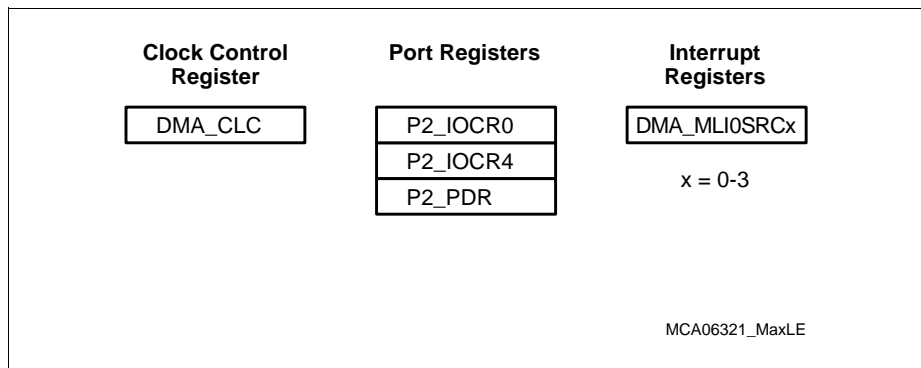 Clock Control
Register
Port Registers
Interrupt
Registers
DMA_CLC
P2_IOCR0
DMA_MLI0SRCx
P2_IOCR4
x = 0-3
P2_PDR
MCA06321_MaxLE